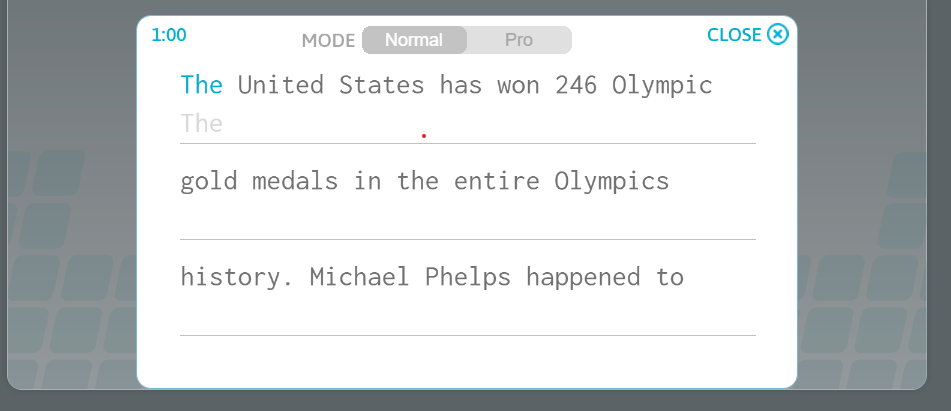 1:00 MODE Normal Pro CLOSE
The United States has won 246 Olympic
The
gold medals in the entire Olympics
history. Michael Phelps happened to